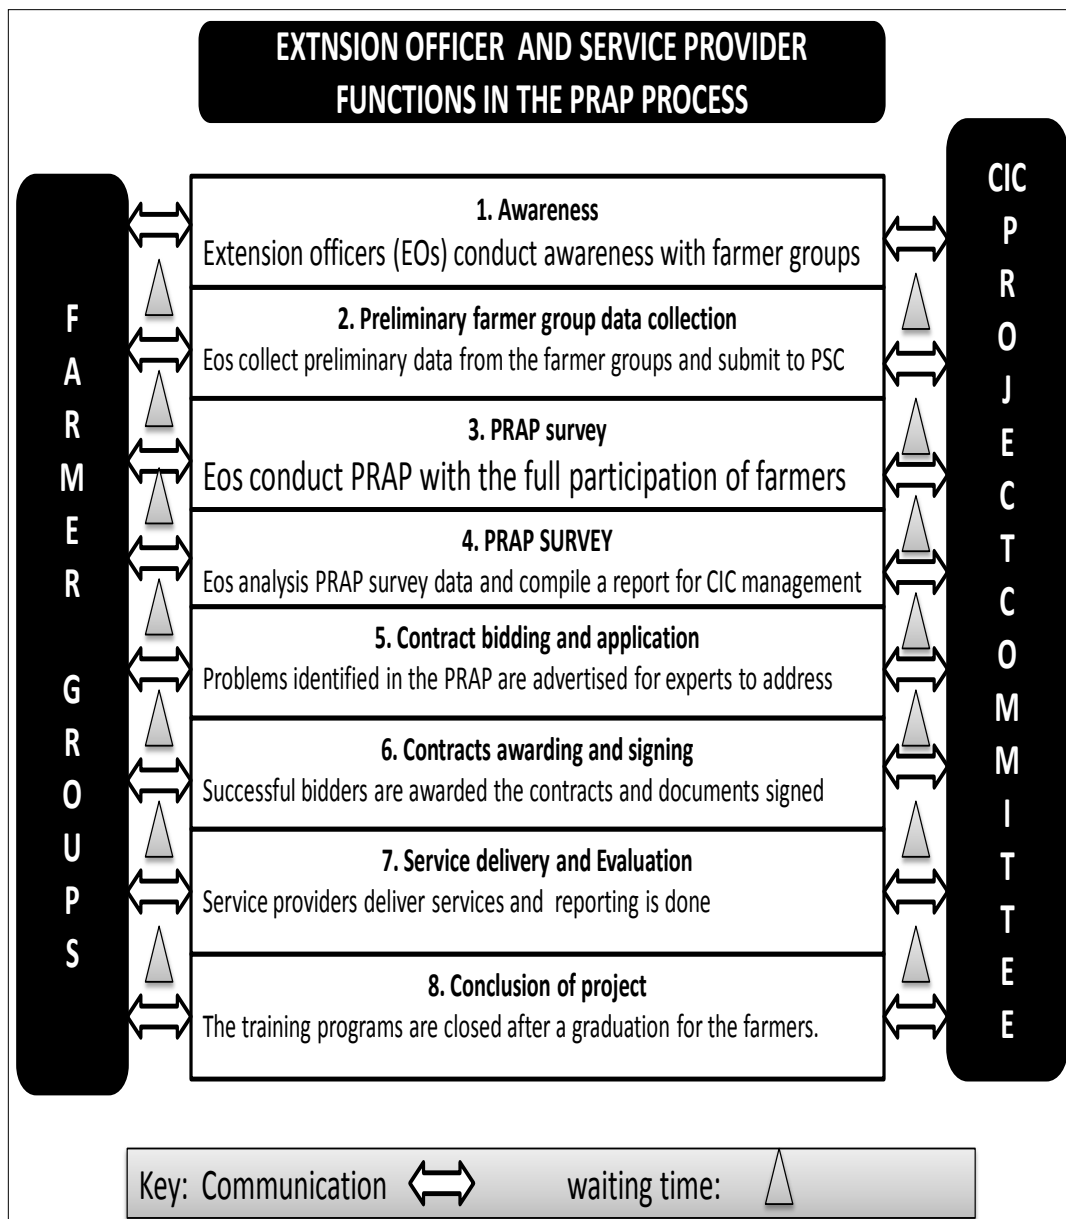 EXTNSION OFFICER AND SERVICE PROVIDER
FUNCTIONS IN THE PRAP PROCESS
FARMER GROUPS
1. Awareness
Extension officers (EOs) conduct awareness with farmer groups
2. Preliminary farmer group data collection
Eos collect preliminary data from the farmer groups and submit to PSC
3. PRAP survey
Eos conduct PRAP with the full participation of farmers
4. PRAP SURVEY
Eos analysis PRAP survey data and compile a report for CIC management
5. Contract bidding and application
Problems identified in the PRAP are advertised for experts to address
6. Contracts awarding and signing
Successful bidders are awarded the contracts and documents signed
7. Service delivery and Evaluation
Service providers deliver services and reporting is done
8. Conclusion of project
The training programs are closed after a graduation for the farmers.
CIC PROJECTCOMMITTEE
Key: Communication waiting time: